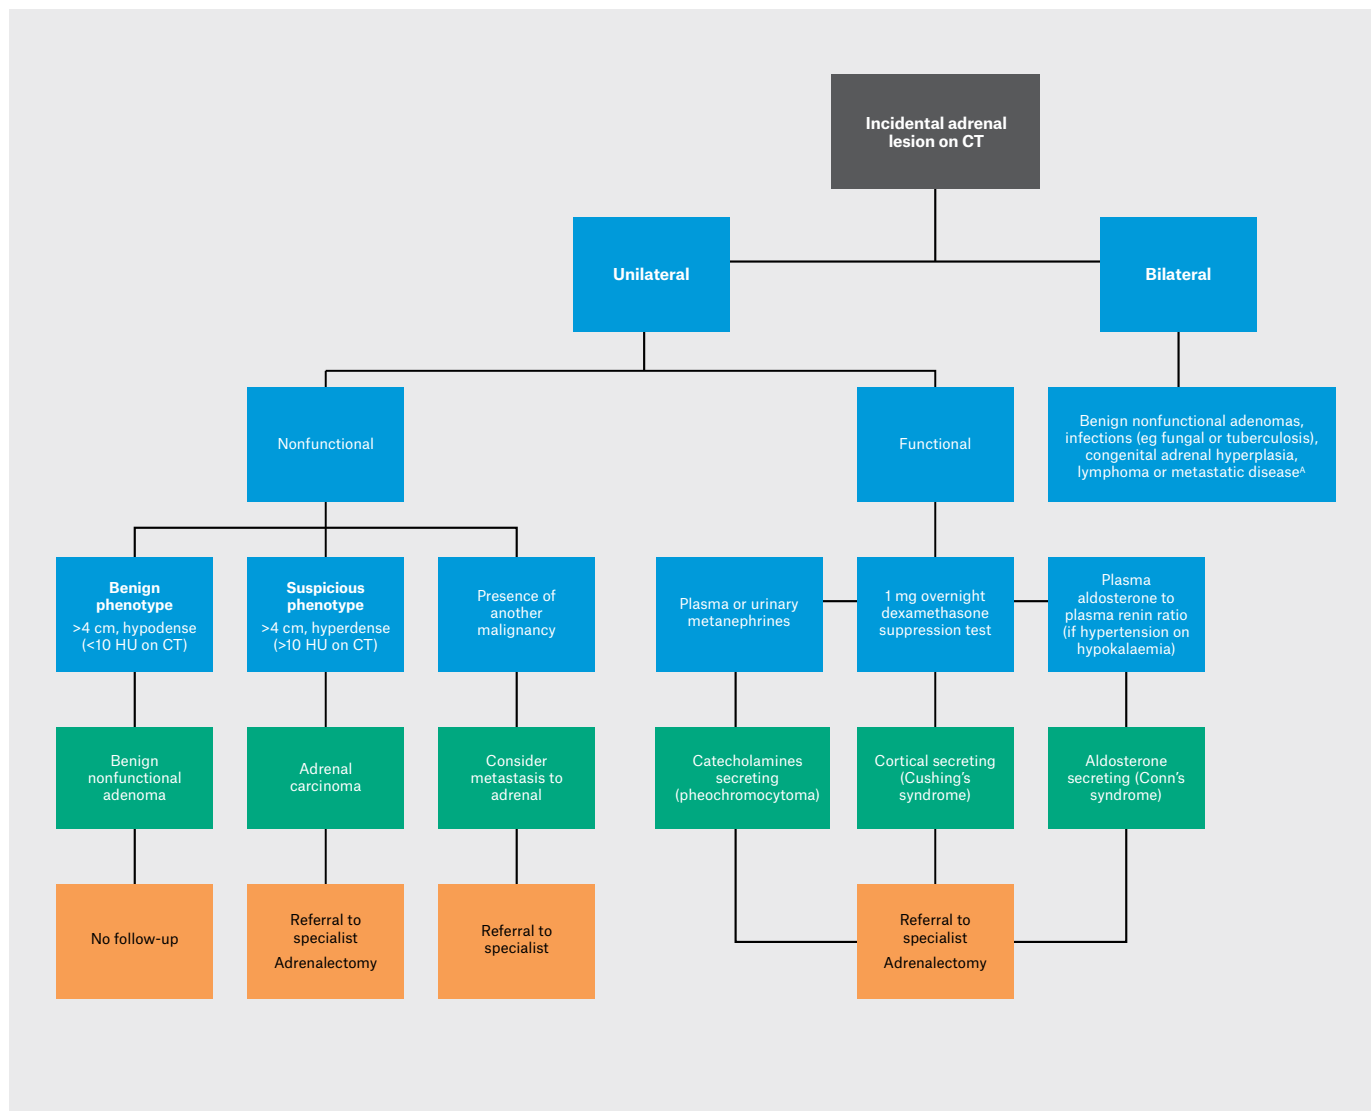 Incidental adrenal
lesion on CT
Unilateral
Bilateral
Nonfunctional
Functional
Benign nonfunctional adenomas,
infections (eg fungal or tuberculosis),
congenital adrenal hyperplasia,
lymphoma or metastatic diseaseᴬ
Benign
phenotype
>4 cm, hypodense
(<10 HU on CT)
Suspicious
phenotype
>4 cm, hyperdense
(>10 HU on CT)
Presence of
another
malignancy
Plasma or urinary
metanephrines
1 mg overnight
dexamethasone
suppression test
Plasma
aldosterone to
plasma renin ratio
(if hypertension on
hypokalaemia)
Benign
nonfunctional
adenoma
Adrenal
carcinoma
Consider
metastasis to
adrenal
Catecholamines
secreting
(pheochromocytoma)
Cortical secreting
(Cushing’s
syndrome)
Aldosterone
secreting (Conn’s
syndrome)
No follow-up
Referral to
specialist
Adrenalectomy
Referral to
specialist
Referral to
specialist
Adrenalectomy